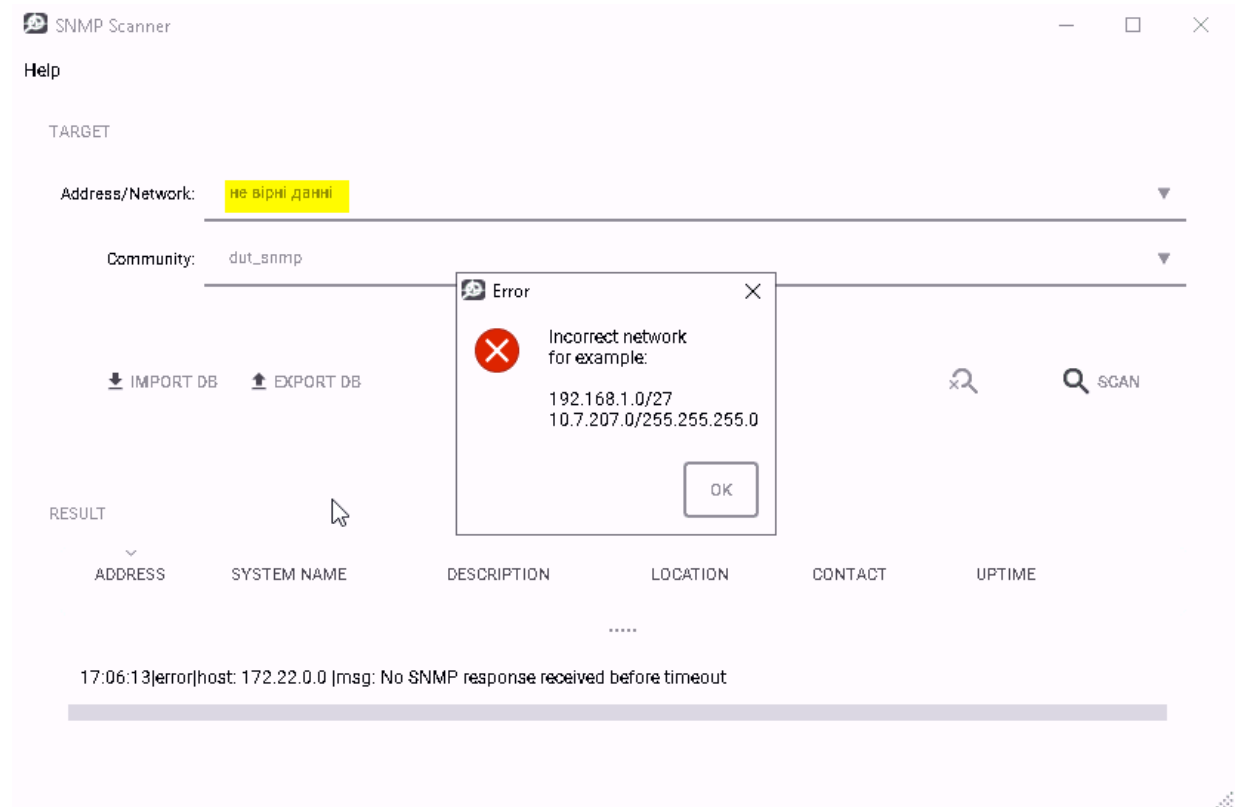 SNMP Scanner
Help
TARGET
Address/Network: не вірні данні
Community: dut_snmp
Error
Incorrect network
for example:
192.168.1.0/27
10.7.207.0/255.255.255.0
OK
IMPORT DB EXPORT DB SCAN
RESULT
ADDRESS SYSTEM NAME DESCRIPTION LOCATION CONTACT UPTIME
17:06:13|error|host: 172.22.0.0 |msg: No SNMP response received before timeout